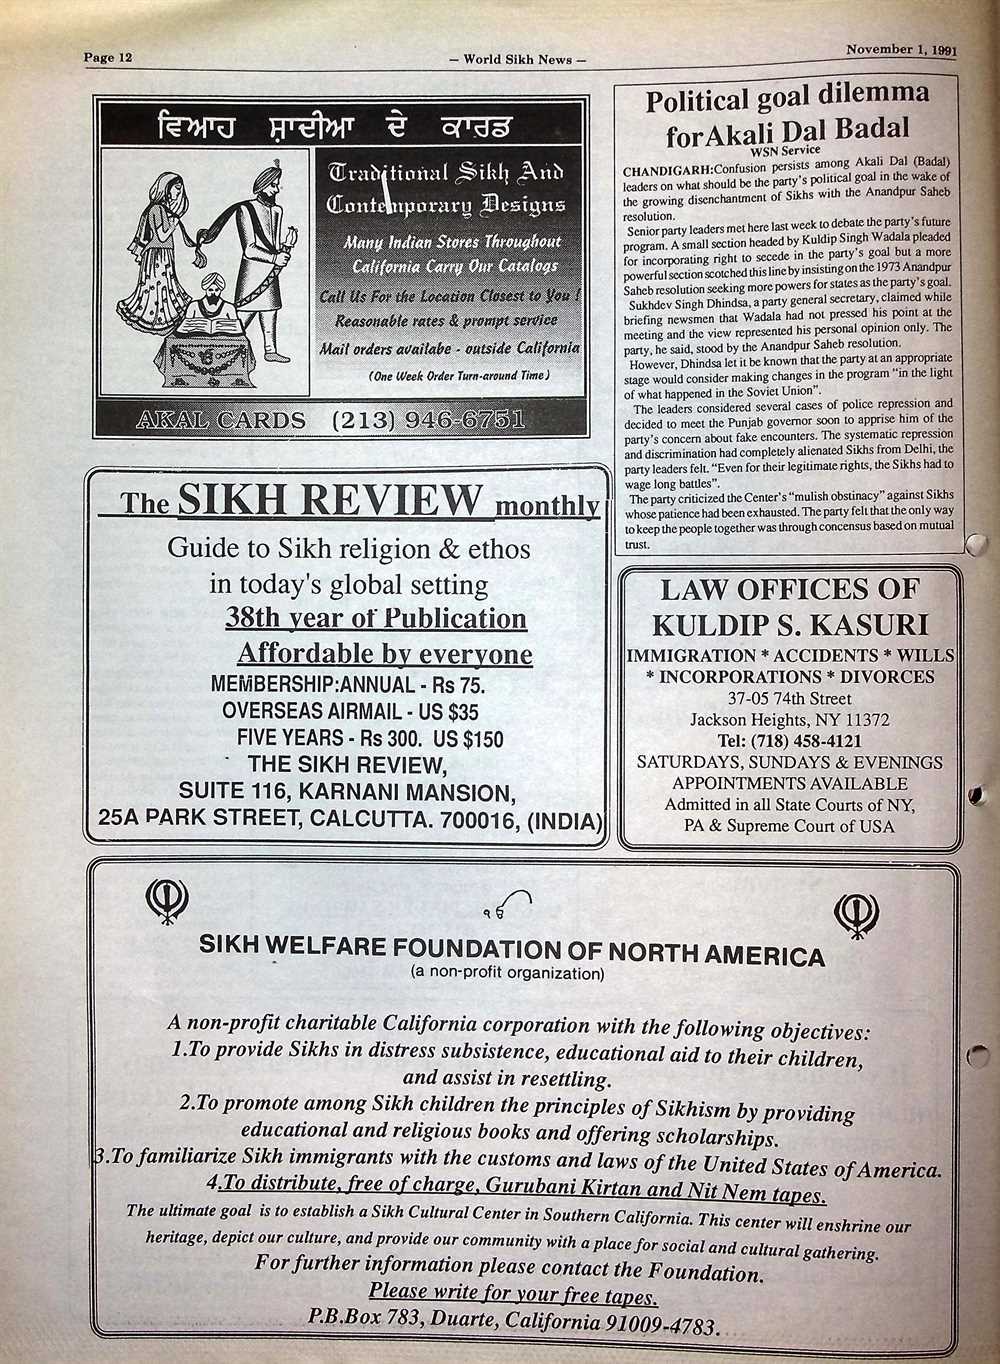 Page 12
– World Sikh News –
November 1, 1991
ਵਿਆਹ ਸ਼ਾਦੀਆ ਦੇ ਕਾਰਡ
Traditional Sikh And
Contemporary Designs
Many Indian Stores Throughout
California Carry Our Catalogs
Call Us For the Location Closest to You !
Reasonable rates & prompt service
Mail orders availabe - outside California
(One Week Order Turn-around Time)
AKAL CARDS (213) 946-6751
Political goal dilemma
for Akali Dal Badal
WSN Service
CHANDIGARH:Confusion persists among Akali Dal (Badal)
leaders on what should be the party's political goal in the wake of
the growing disenchantment of Sikhs with the Anandpur Saheb
resolution.
Senior party leaders met here last week to debate the party's future
program. A small section headed by Kuldip Singh Wadala pleaded
for incorporating right to secede in the party's goal but a more
powerful section scotched this line by insisting on the 1973 Anandpur
Saheb resolution seeking more powers for states as the party's goal.
Sukhdev Singh Dhindsa, a party general secretary, claimed while
briefing newsmen that Wadala had not pressed his point at the
meeting and the view represented his personal opinion only. The
party, he said, stood by the Anandpur Saheb resolution.
However, Dhindsa let it be known that the party at an appropriate
stage would consider making changes in the program "in the light
of what happened in the Soviet Union".
The leaders considered several cases of police repression and
decided to meet the Punjab governor soon to apprise him of the
party's concern about fake encounters. The systematic repression
and discrimination had completely alienated Sikhs from Delhi, the
party leaders felt. "Even for their legitimate rights, the Sikhs had to
wage long battles".
The party criticized the Center's "mulish obstinacy" against Sikhs
whose patience had been exhausted. The party felt that the only way
to keep the people together was through concensus based on mutual
trust.
The SIKH REVIEW monthly
Guide to Sikh religion & ethos
in today's global setting
38th year of Publication
Affordable by everyone
MEMBERSHIP:ANNUAL - Rs 75.
OVERSEAS AIRMAIL - US $35
FIVE YEARS - Rs 300. US $150
THE SIKH REVIEW,
SUITE 116, KARNANI MANSION,
25A PARK STREET, CALCUTTA. 700016, (INDIA)
LAW OFFICES OF
KULDIP S. KASURI
IMMIGRATION * ACCIDENTS * WILLS
* INCORPORATIONS * DIVORCES
37-05 74th Street
Jackson Heights, NY 11372
Tel: (718) 458-4121
SATURDAYS, SUNDAYS & EVENINGS
APPOINTMENTS AVAILABLE
Admitted in all State Courts of NY,
PA & Supreme Court of USA
ੴ
SIKH WELFARE FOUNDATION OF NORTH AMERICA
(a non-profit organization)
A non-profit charitable California corporation with the following objectives:
1.To provide Sikhs in distress subsistence, educational aid to their children,
and assist in resettling.
2.To promote among Sikh children the principles of Sikhism by providing
educational and religious books and offering scholarships.
3.To familiarize Sikh immigrants with the customs and laws of the United States of America.
4.To distribute, free of charge, Gurubani Kirtan and Nit Nem tapes.
The ultimate goal is to establish a Sikh Cultural Center in Southern California. This center will enshrine our
heritage, depict our culture, and provide our community with a place for social and cultural gathering.
For further information please contact the Foundation.
Please write for your free tapes.
P.B.Box 783, Duarte, California 91009-4783.